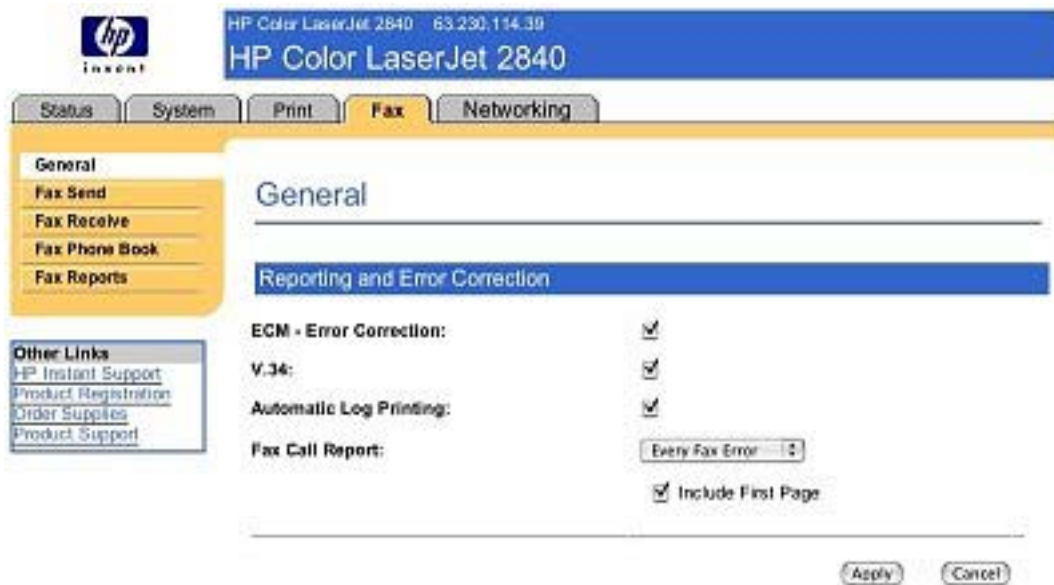 hp
invent
HP Color LaserJet 2840 63.230.114.39
HP Color LaserJet 2840
Status System Print Fax Networking
General
Fax Send
Fax Receive
Fax Phone Book
Fax Reports
Other Links
HP Instant Support
Product Registration
Order Supplies
Product Support
General
Reporting and Error Correction
ECM - Error Correction:
V.34:
Automatic Log Printing:
Fax Call Report: Every Fax Error
Include First Page
Apply Cancel